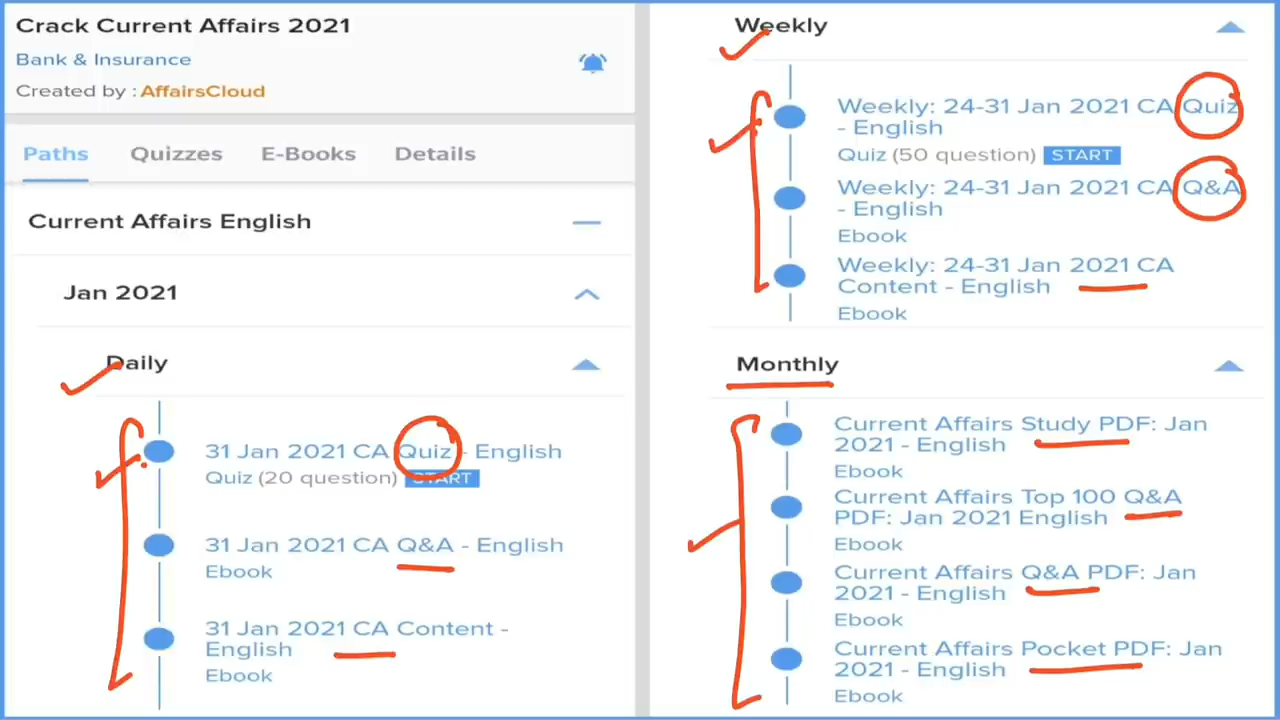 Crack Current Affairs 2021
Bank & Insurance
Created by : AffairsCloud
Paths Quizzes E-Books Details
Current Affairs English
Jan 2021
Daily
31 Jan 2021 CA Quiz - English
Quiz (20 question) START
31 Jan 2021 CA Q&A - English
Ebook
31 Jan 2021 CA Content -
English
Ebook
Weekly
Weekly: 24-31 Jan 2021 CA Quiz
- English
Quiz (50 question) START
Weekly: 24-31 Jan 2021 CA Q&A
- English
Ebook
Weekly: 24-31 Jan 2021 CA
Content - English
Ebook
Monthly
Current Affairs Study PDF: Jan
2021 - English
Ebook
Current Affairs Top 100 Q&A
PDF: Jan 2021 English
Ebook
Current Affairs Q&A PDF: Jan
2021 - English
Ebook
Current Affairs Pocket PDF: Jan
2021 - English
Ebook